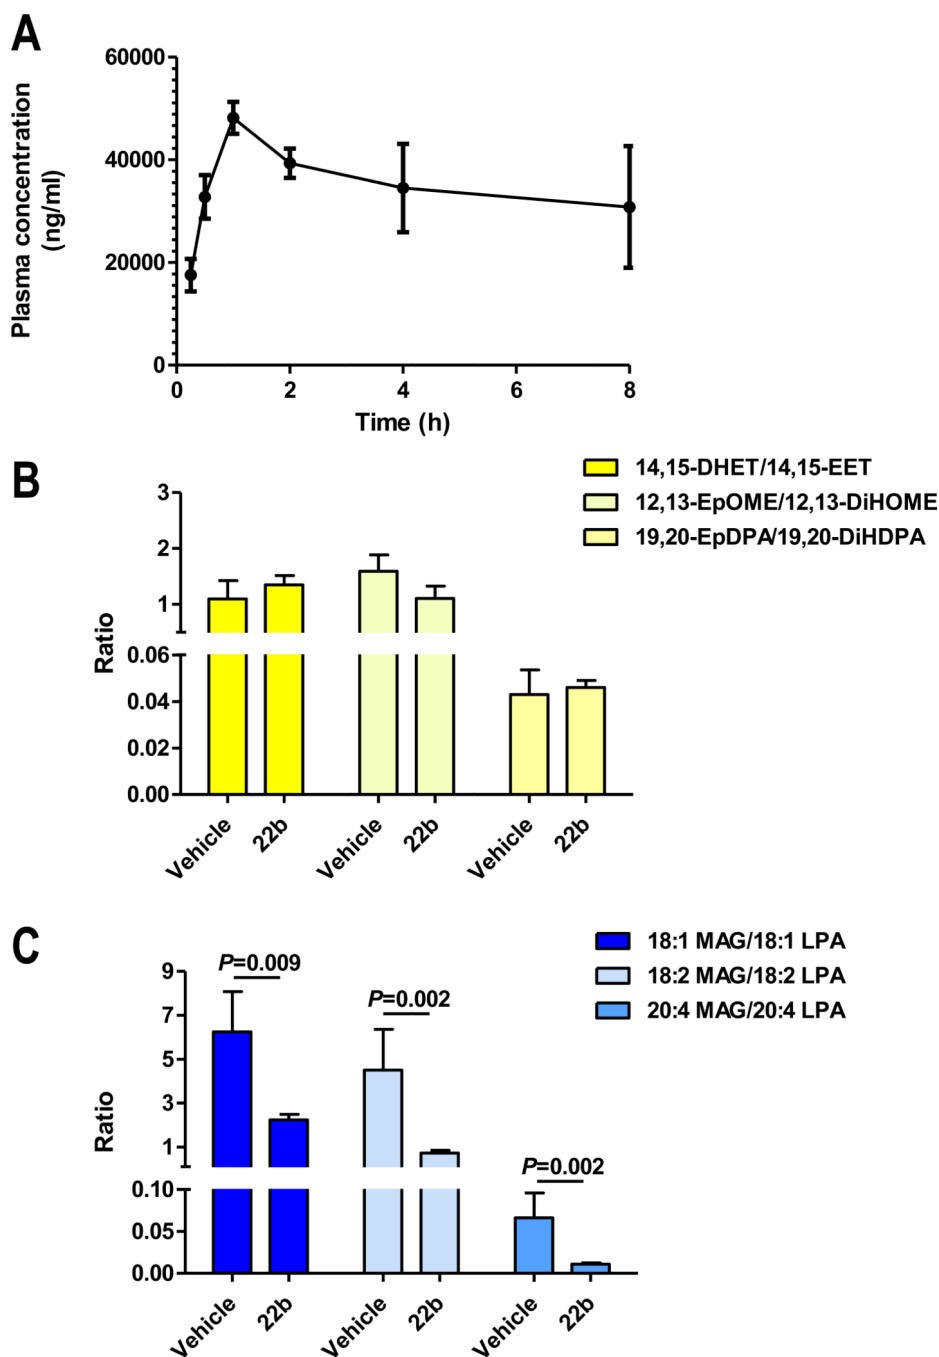 A
Plasma concentration
(ng/ml)
60000
40000
20000
0
0 2 4 6 8
Time (h)
B
14,15-DHET/14,15-EET
12,13-EpOME/12,13-DiHOME
19,20-EpDPA/19,20-DiHDPA
Ratio
3
2
1
0.06
0.04
0.02
0.00
Vehicle 22b Vehicle 22b Vehicle 22b
C
18:1 MAG/18:1 LPA
18:2 MAG/18:2 LPA
20:4 MAG/20:4 LPA
P=0.009
P=0.002
P=0.002
Ratio
9
7
5
3
1
0.10
0.05
0.00
Vehicle 22b Vehicle 22b Vehicle 22b